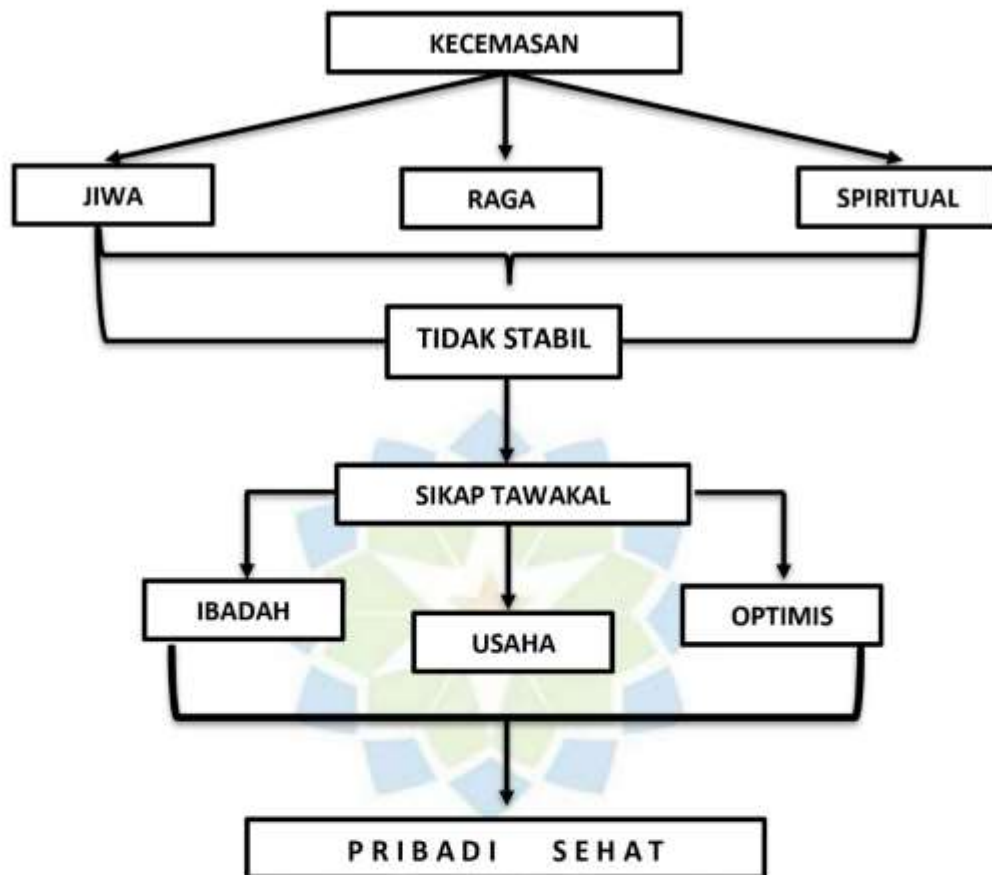 KECEMASAN
JIWA
RAGA
SPIRITUAL
TIDAK STABIL
SIKAP TAWAKAL
IBADAH
USAHA
OPTIMIS
PRIBADI SEHAT